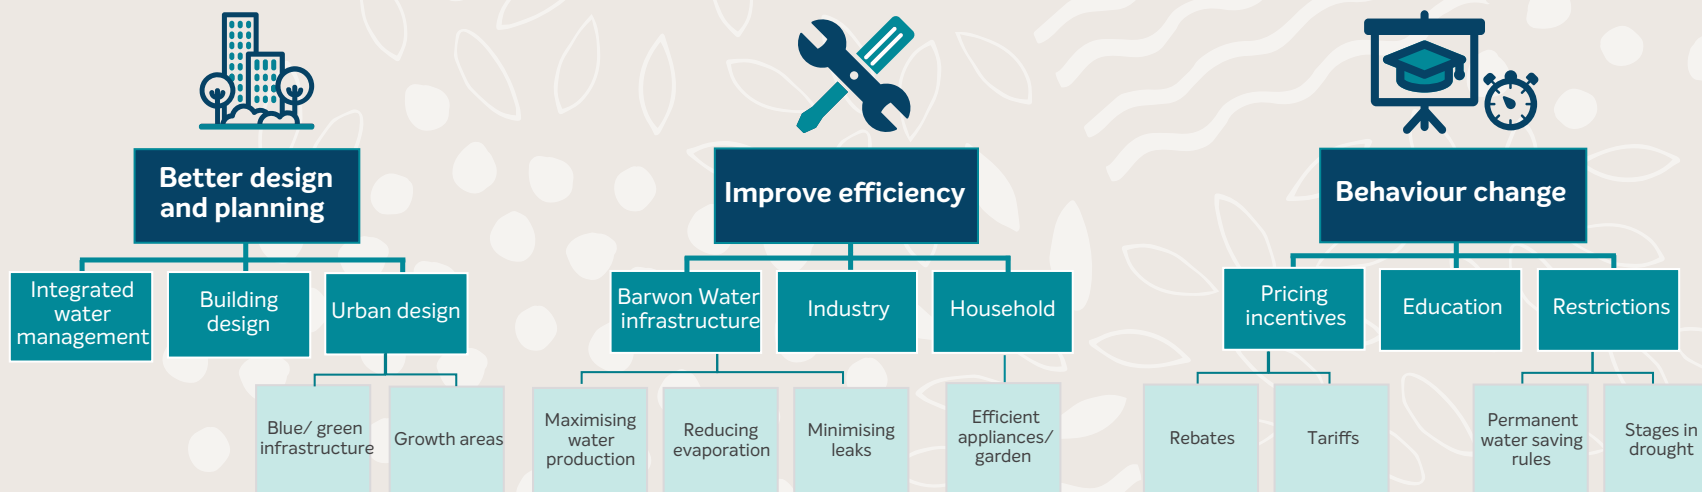 Better design
and planning
Improve efficiency
Behaviour change
Integrated
water
management
Building
design
Urban design
Barwon Water
infrastructure
Industry
Household
Pricing
incentives
Education
Restrictions
Blue/ green
infrastructure
Growth areas
Maximising
water
production
Reducing
evaporation
Minimising
leaks
Efficient
appliances/
garden
Rebates
Tariffs
Permanent
water saving
rules
Stages in
drought